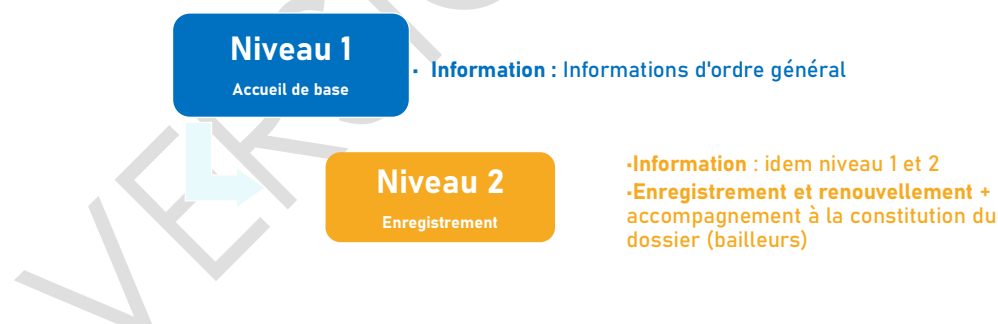 Niveau 1
Accueil de base
▪ Information : Informations d'ordre général
Niveau 2
Enregistrement
▪Information : idem niveau 1 et 2
▪Enregistrement et renouvellement +
accompagnement à la constitution du
dossier (bailleurs)